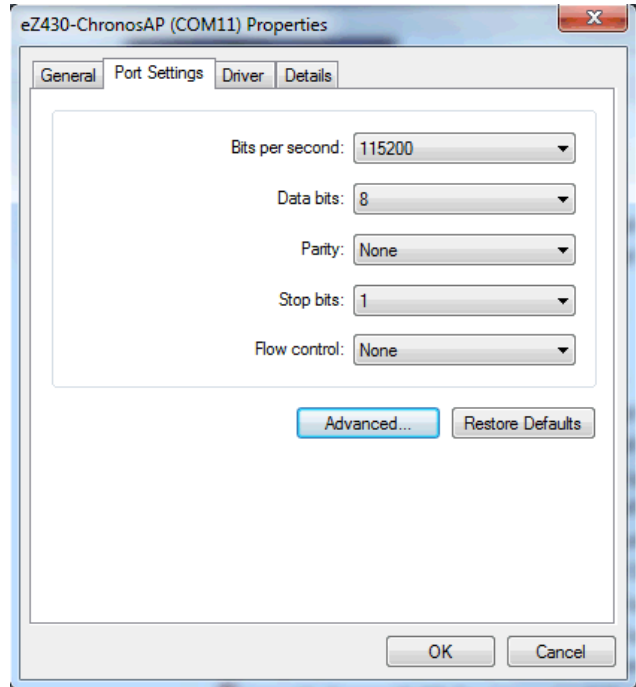 eZ430-ChronosAP (COM11) Properties
General Port Settings Driver Details
Bits per second: 115200
Data bits: 8
Parity: None
Stop bits: 1
Flow control: None
Advanced... Restore Defaults
OK Cancel